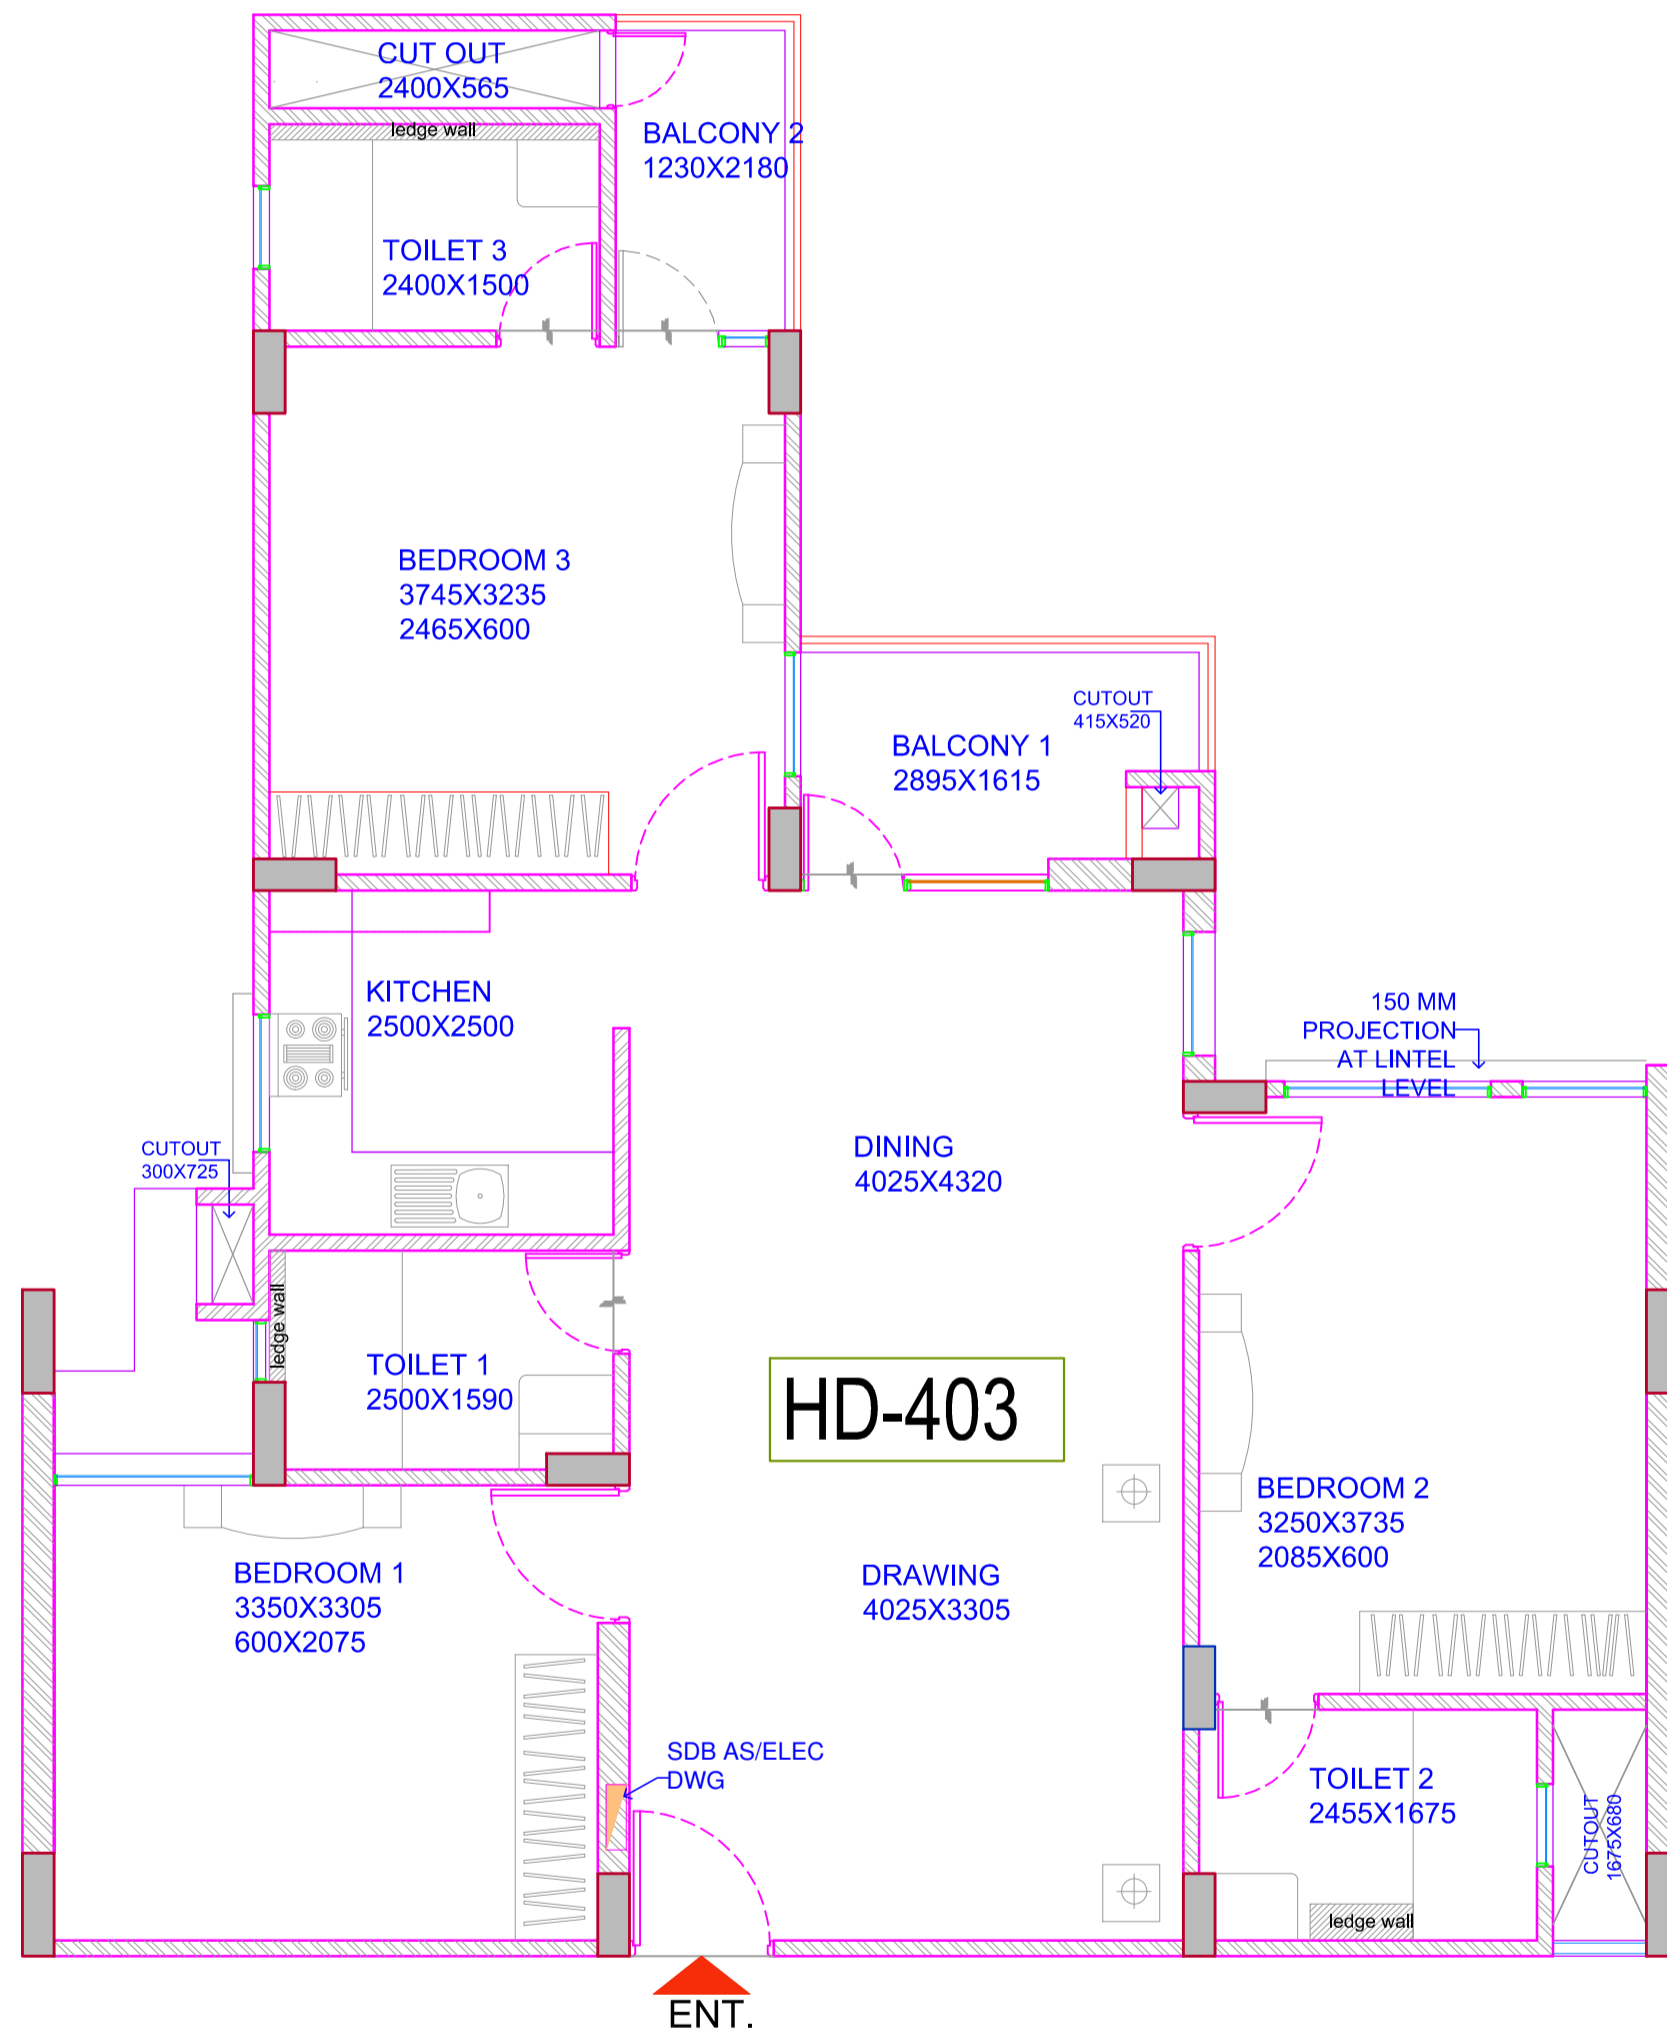 CUT OUT
2400X565
ledge wall
BALCONY 2
1230X2180
TOILET 3
2400X1500
BEDROOM 3
3745X3235
2465X600
CUTOUT
415X520
BALCONY 1
2895X1615
KITCHEN
2500X2500
150 MM
PROJECTION
AT LINTEL
LEVEL
CUTOUT
300X725
DINING
4025X4320
ledge wall
TOILET 1
2500X1590
HD-403
BEDROOM 2
3250X3735
2085X600
BEDROOM 1
3350X3305
600X2075
DRAWING
4025X3305
SDB AS/ELEC
DWG
TOILET 2
2455X1675
CUTOUT
1675X680
ledge wall
ENT.